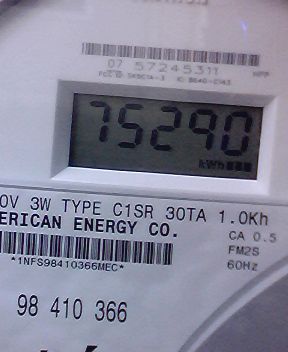 07 57245311
75290
kWh
0V 3W TYPE C1SR 30TA 1.0Kh
ERICAN ENERGY CO.
CA 0.5
FM2S
60Hz
*1NFS98410366MEC*
98 410 366